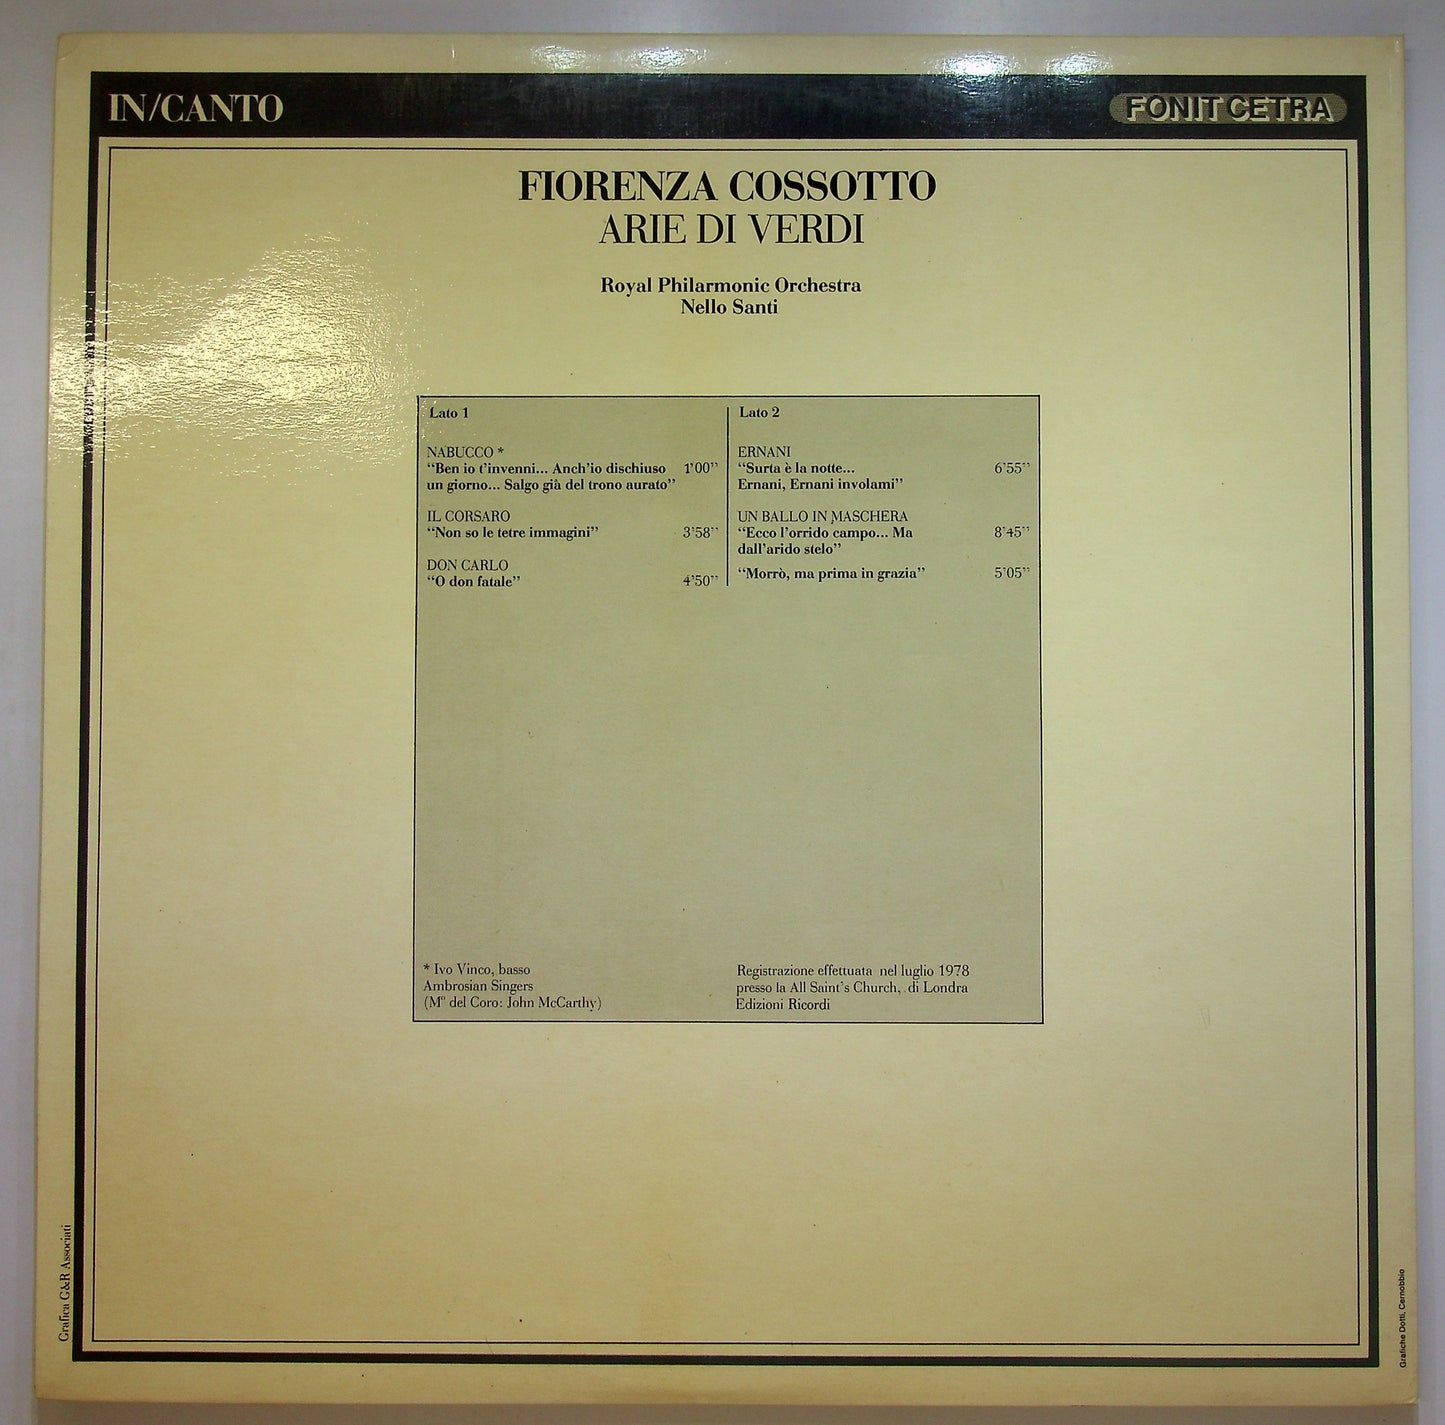 IN/CANTO
FONIT CETRA
FIORENZA COSSOTTO
ARIE DI VERDI
Royal Philarmonic Orchestra
Nello Santi
Lato 1
NABUCCO *
“Ben io t’invenni... Anch’io dischiuso 1’00”
un giorno... Salgo già del trono aurato”
IL CORSARO
“Non so le tetre immagini” 3’58”
DON CARLO
“O don fatale” 4’50”
Lato 2
ERNANI
“Surta è la notte... 6’55”
Ernani, Ernani involami”
UN BALLO IN MASCHERA
“Ecco l’orrido campo... Ma 8’45”
dall’arido stelo”
“Morrò, ma prima in grazia” 5’05”
* Ivo Vinco, basso
Ambrosian Singers
(M° del Coro: John McCarthy)
Registrazione effettuata nel luglio 1978
presso la All Saint’s Church, di Londra
Edizioni Ricordi
Grafica G&R Associati
Grafiche Dotti, Cernobbio